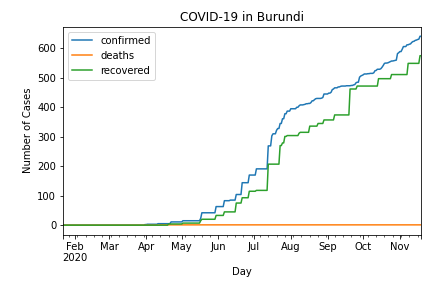 COVID-19 in Burundi
confirmed
deaths
recovered
Number of Cases
600
500
400
300
200
100
0
Feb Mar Apr May Jun Jul Aug Sep Oct Nov
2020
Day